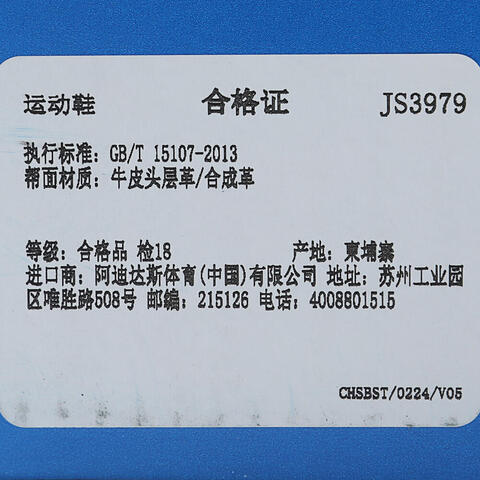 运动鞋 合格证 JS3979
执行标准: GB/T 15107-2013
帮面材质: 牛皮头层革/合成革
等级: 合格品 检18 产地: 柬埔寨
进口商: 阿迪达斯体育(中国)有限公司 地址: 苏州工业园
区唯胜路508号 邮编: 215126 电话: 4008801515
CHSBST/0224/V05